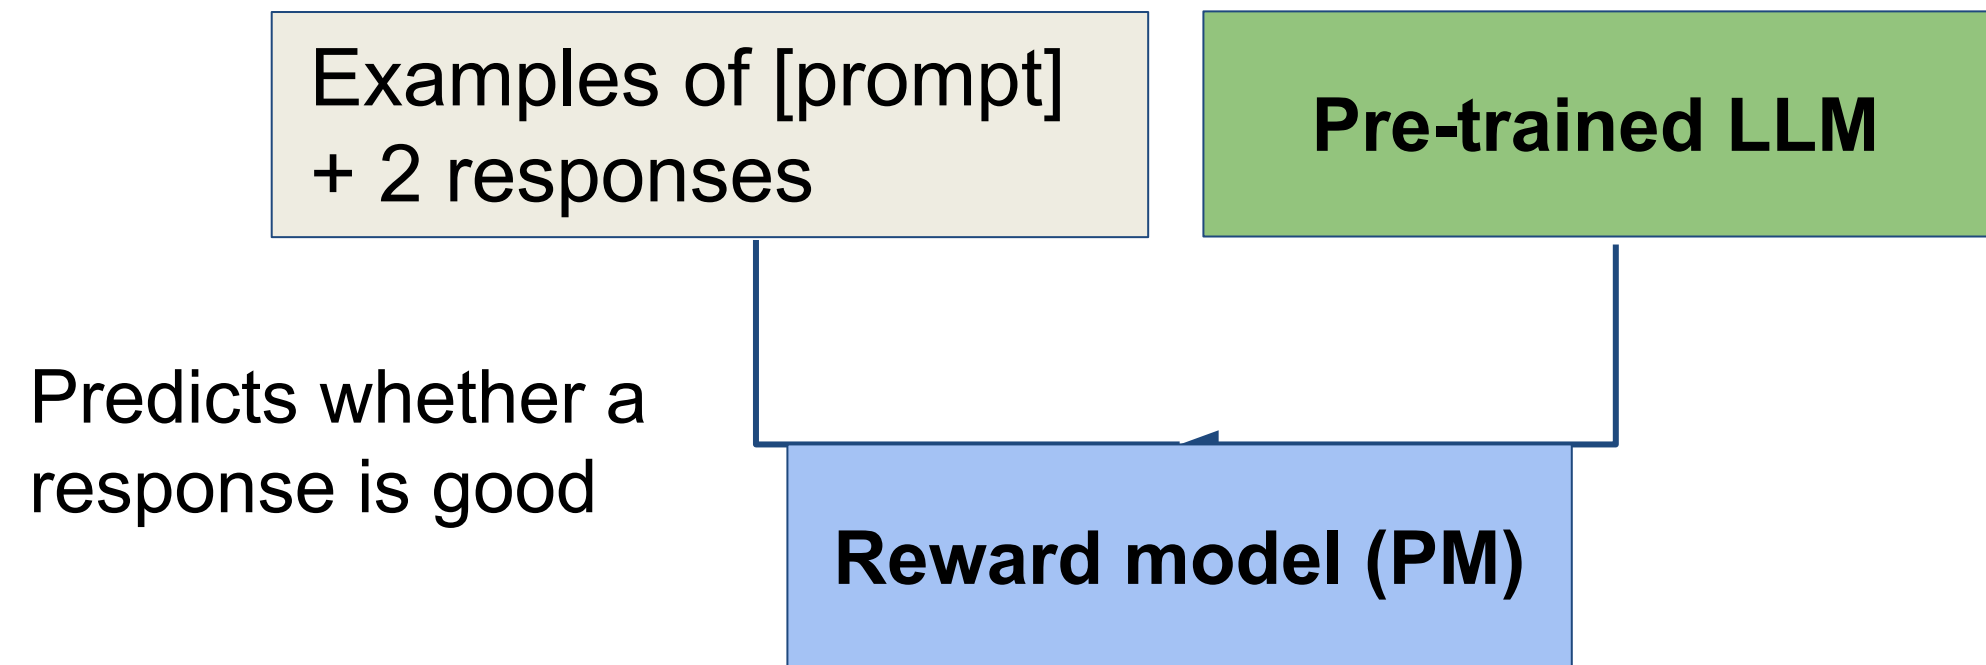 Examples of [prompt]
+ 2 responses
Pre-trained LLM
Predicts whether a
response is good
Reward model (PM)